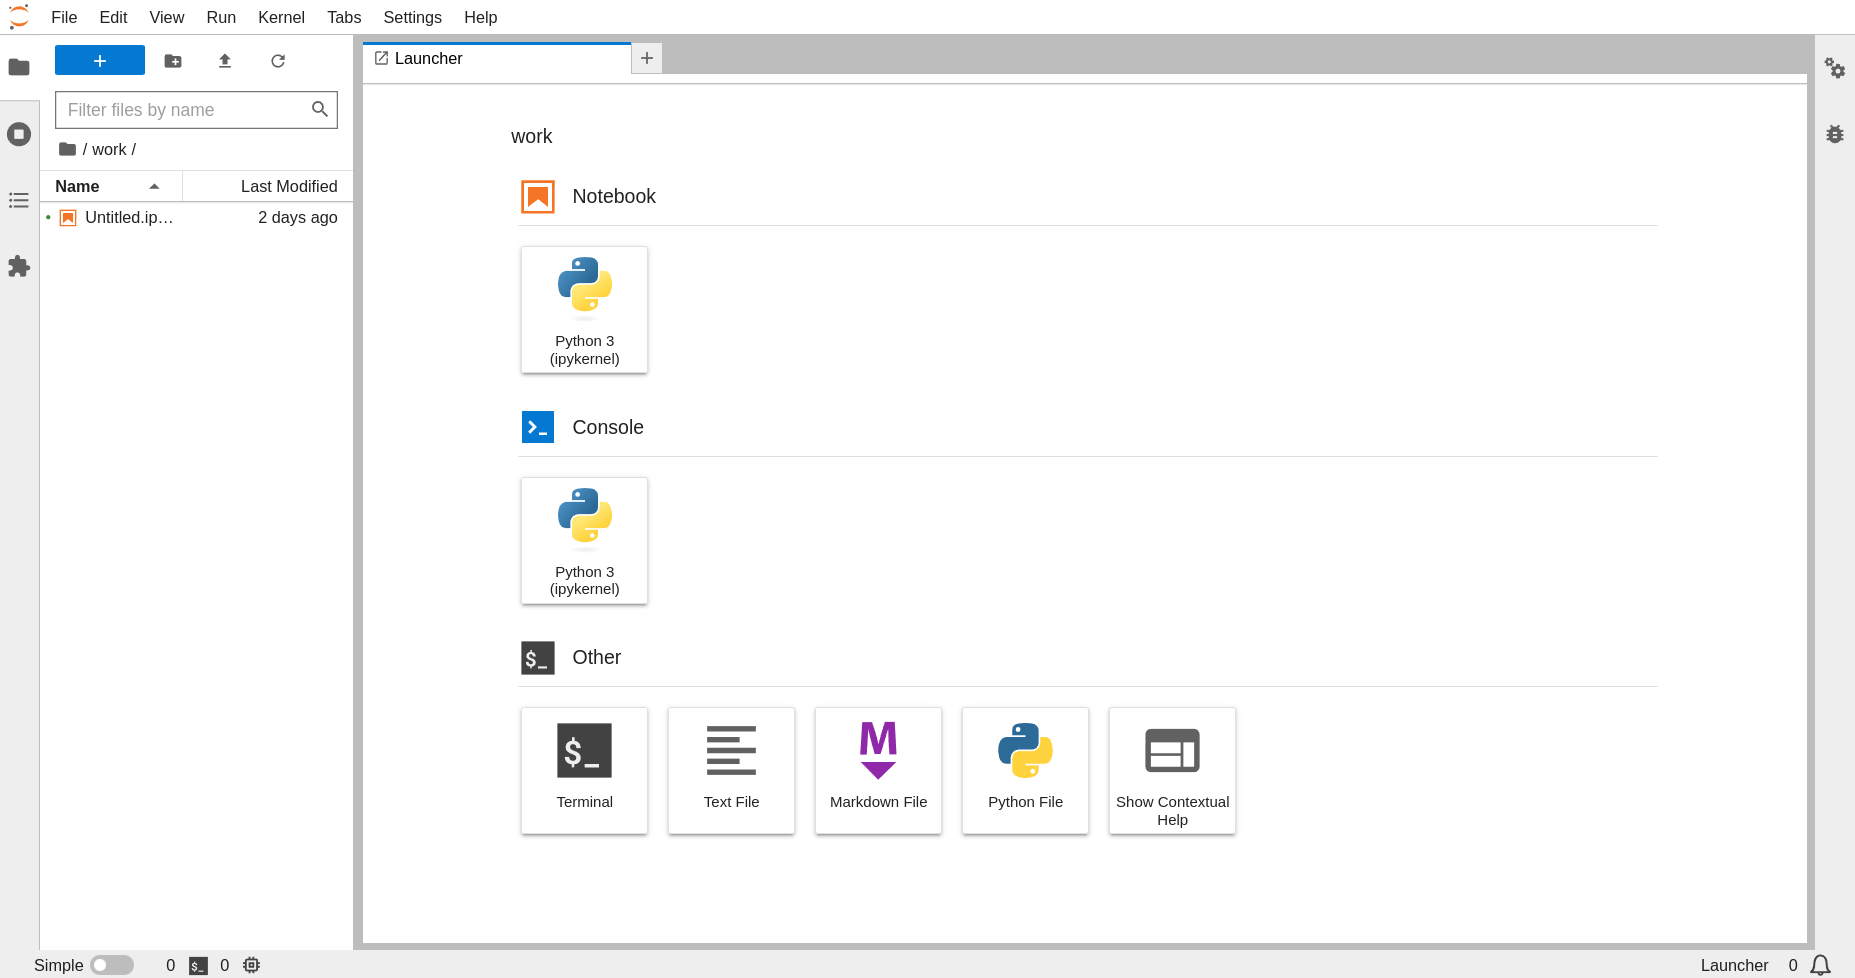 File Edit View Run Kernel Tabs Settings Help
Launcher
Filter files by name
/ work /
Name Last Modified
Untitled.ip… 2 days ago
work
Notebook
Python 3
(ipykernel)
Console
Python 3
(ipykernel)
$_ Other
$_
M
Terminal Text File Markdown File Python File Show Contextual
Help
Simple 0 $_ 0 Launcher 0